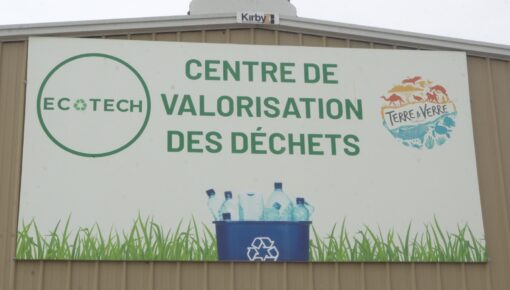 Kirby
ECOTECH
CENTRE DE
VALORISATION
DES DÉCHETS
TERRE & VERRE